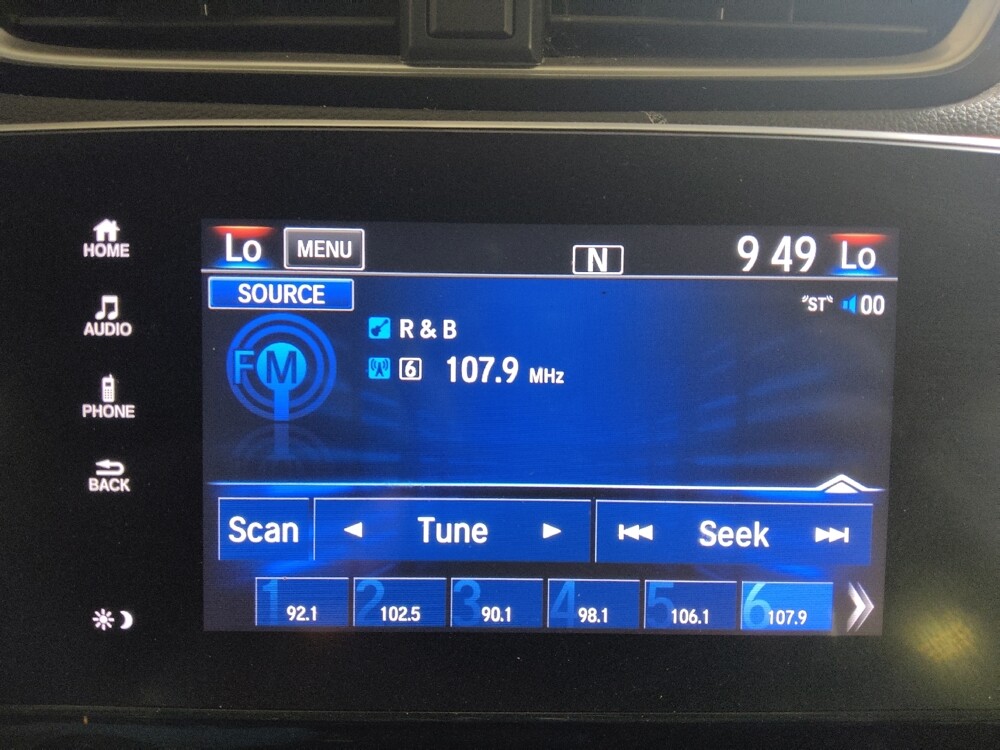 HOME
AUDIO
PHONE
BACK
Lo MENU N 9 49 Lo
SOURCE "ST" 00
FM
R & B
6 107.9 MHz
Scan Tune Seek
1 92.1 2 102.5 3 90.1 4 98.1 5 106.1 6 107.9